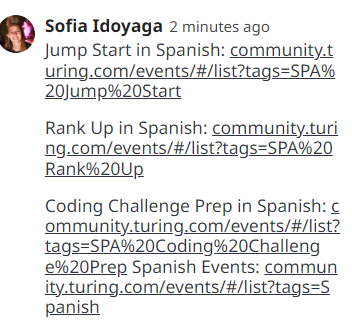 Sofia Idoyaga 2 minutes ago
Jump Start in Spanish: community.t
uring.com/events/#/list?tags=SPA%
20Jump%20Start
Rank Up in Spanish: community.turi
ng.com/events/#/list?tags=SPA%20
Rank%20Up
Coding Challenge Prep in Spanish: c
ommunity.turing.com/events/#/list?
tags=SPA%20Coding%20Challeng
e%20Prep Spanish Events: commun
ity.turing.com/events/#/list?tags=S
panish